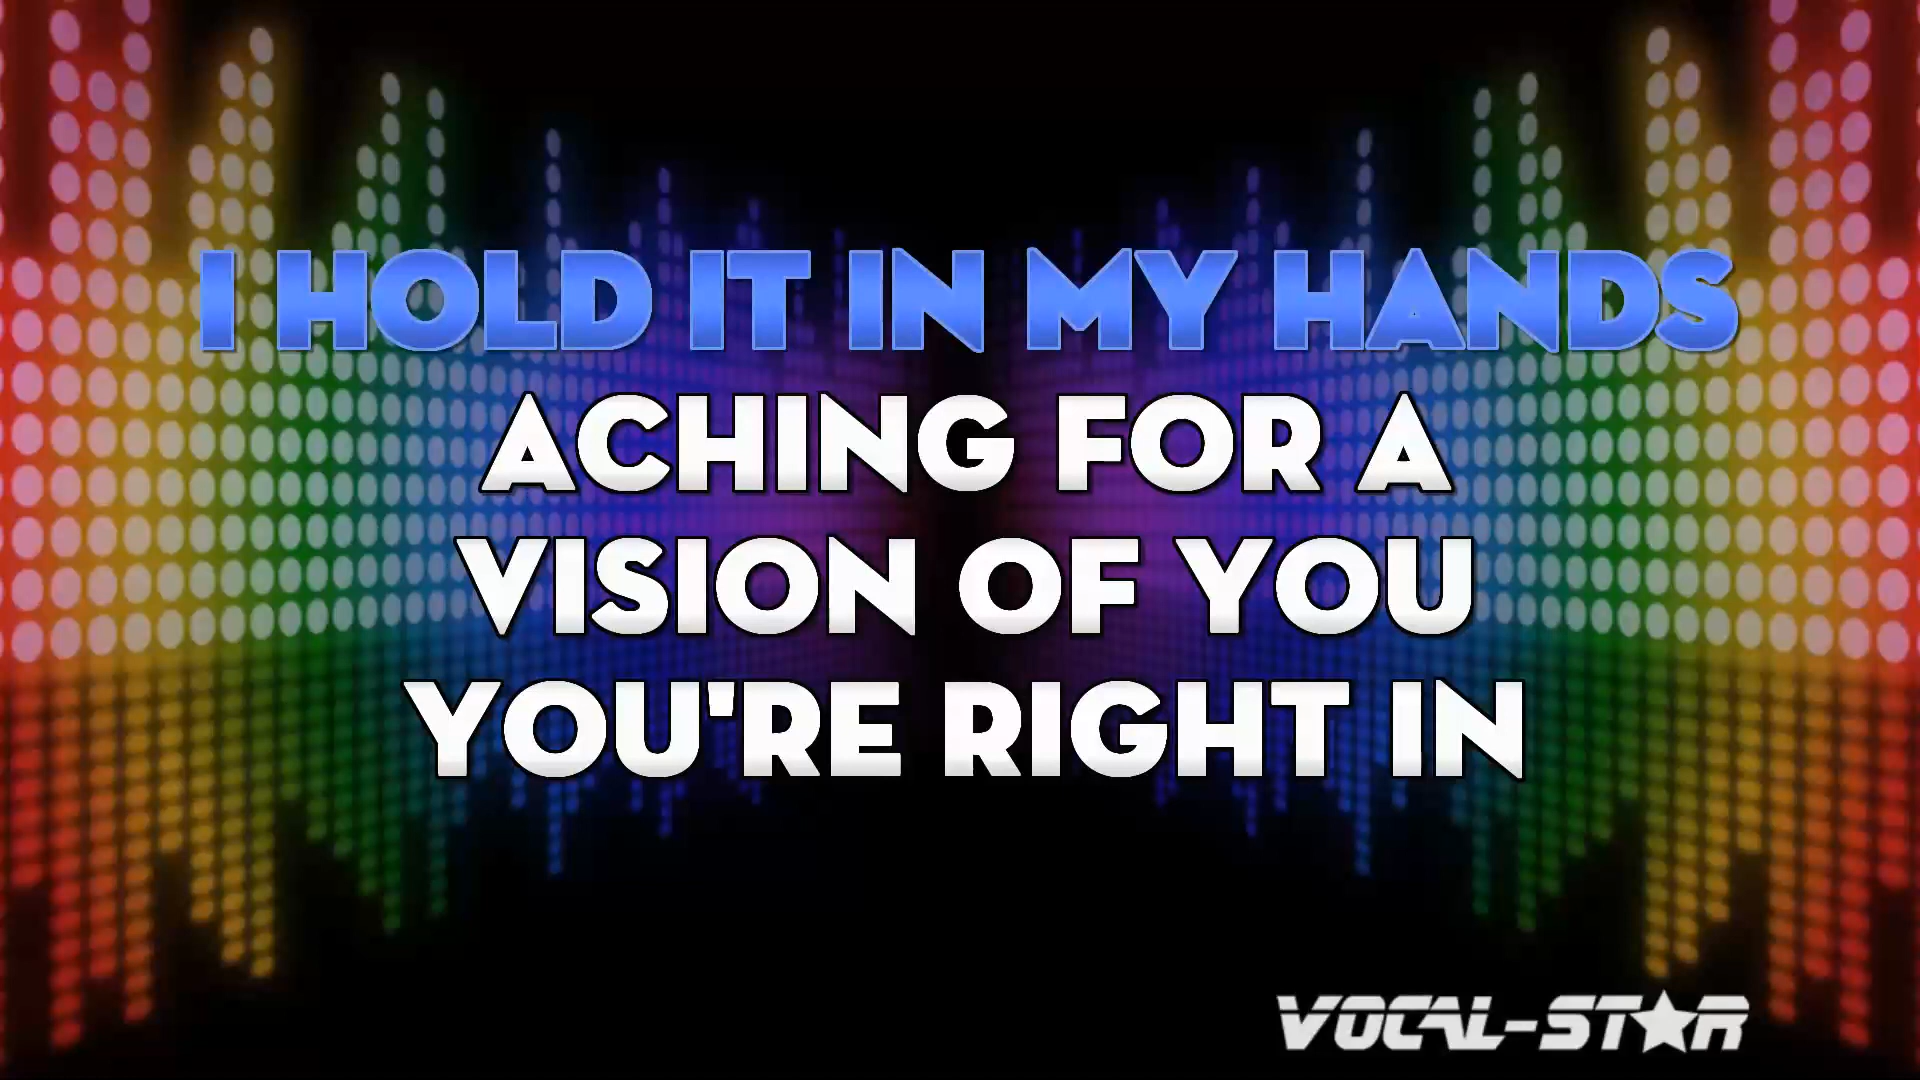 I HOLD IT IN MY HANDS
ACHING FOR A
VISION OF YOU
YOU'RE RIGHT IN
VOCAL-STAR